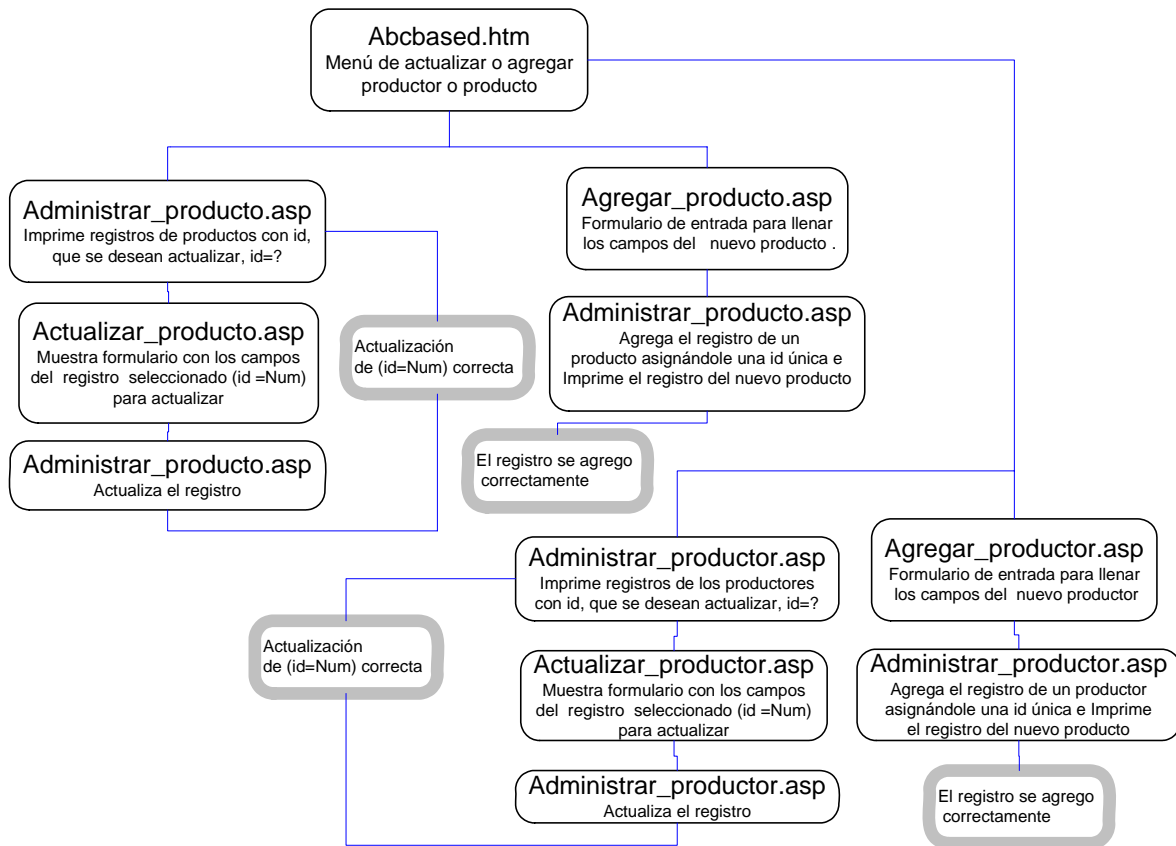 Abcbased.htm
Menú de actualizar o agregar
productor o producto
Administrar_producto.asp
Imprime registros de productos con id,
que se desean actualizar, id=?
Agregar_producto.asp
Formulario de entrada para llenar
los campos del nuevo producto .
Actualizar_producto.asp
Muestra formulario con los campos
del registro seleccionado (id =Num)
para actualizar
Actualización
de (id=Num) correcta
Administrar_producto.asp
Agrega el registro de un
producto asignándole una id única e
Imprime el registro del nuevo producto
Administrar_producto.asp
Actualiza el registro
El registro se agrego
correctamente
Administrar_productor.asp
Imprime registros de los productores
con id, que se desean actualizar, id=?
Agregar_productor.asp
Formulario de entrada para llenar
los campos del nuevo productor
Actualización
de (id=Num) correcta
Actualizar_productor.asp
Muestra formulario con los campos
del registro seleccionado (id =Num)
para actualizar
Administrar_productor.asp
Agrega el registro de un productor
asignándole una id única e Imprime
el registro del nuevo producto
Administrar_productor.asp
Actualiza el registro
El registro se agrego
correctamente